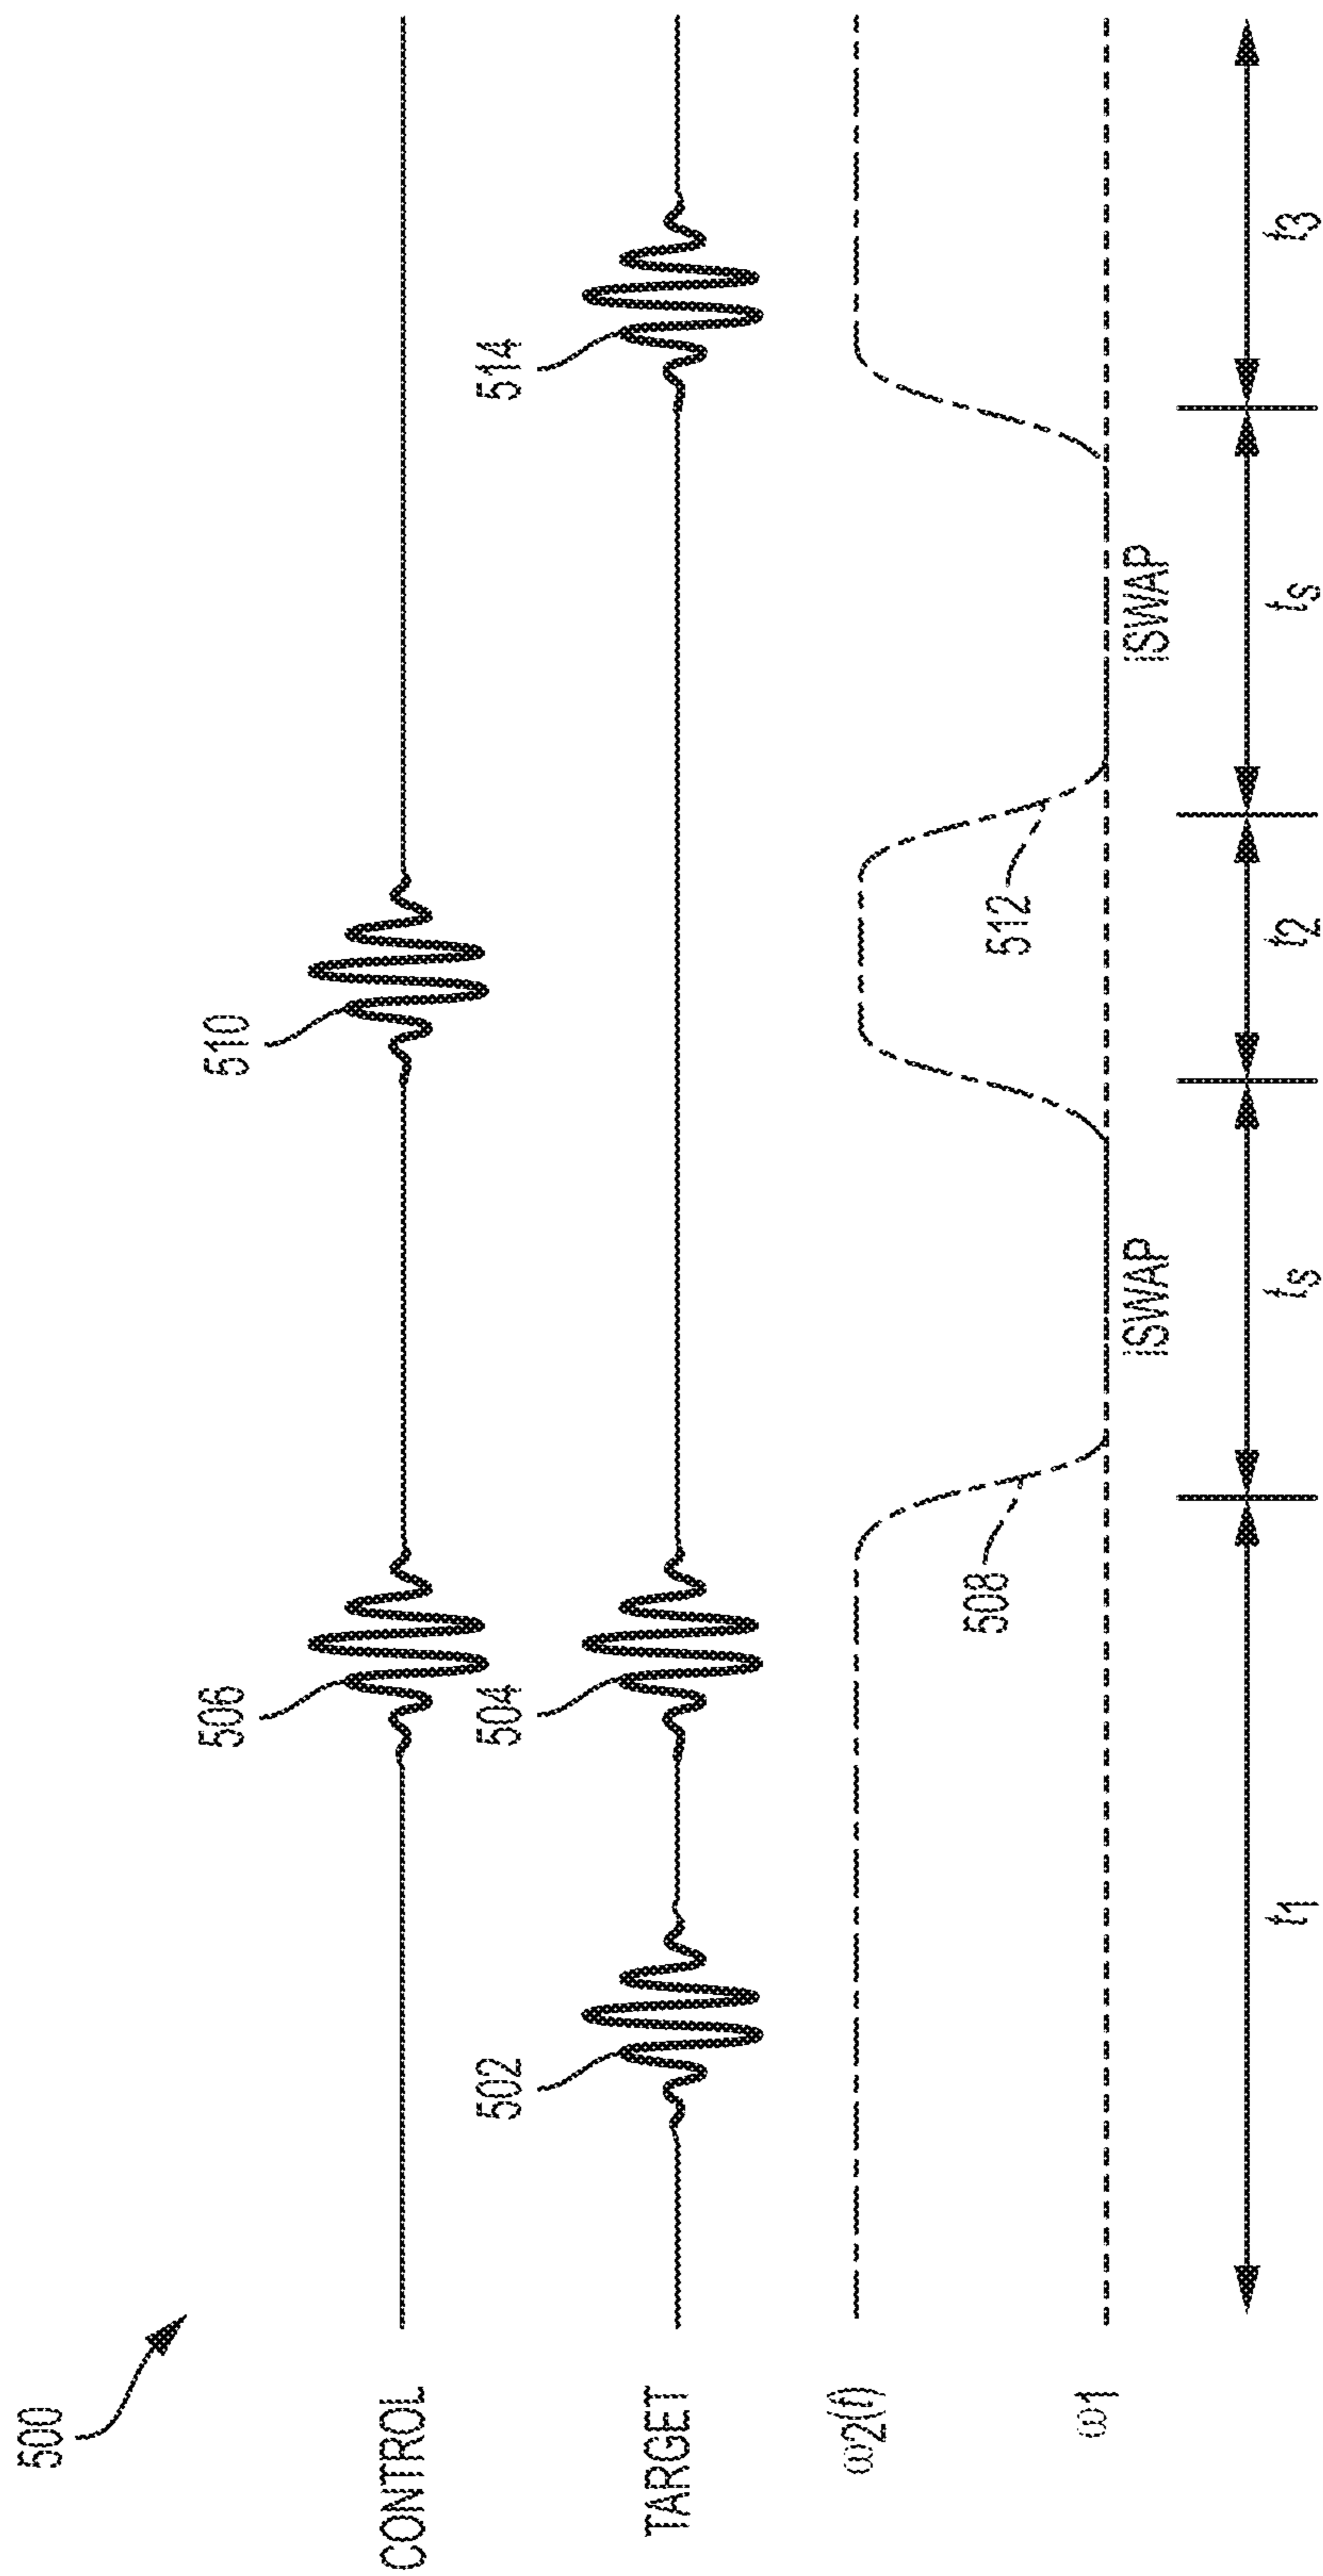 500
CONTROL
506
510
TARGET
502
504
514
ω2(t)
508
512
ω1
iSWAP
iSWAP
t1
ts
t2
ts
t3